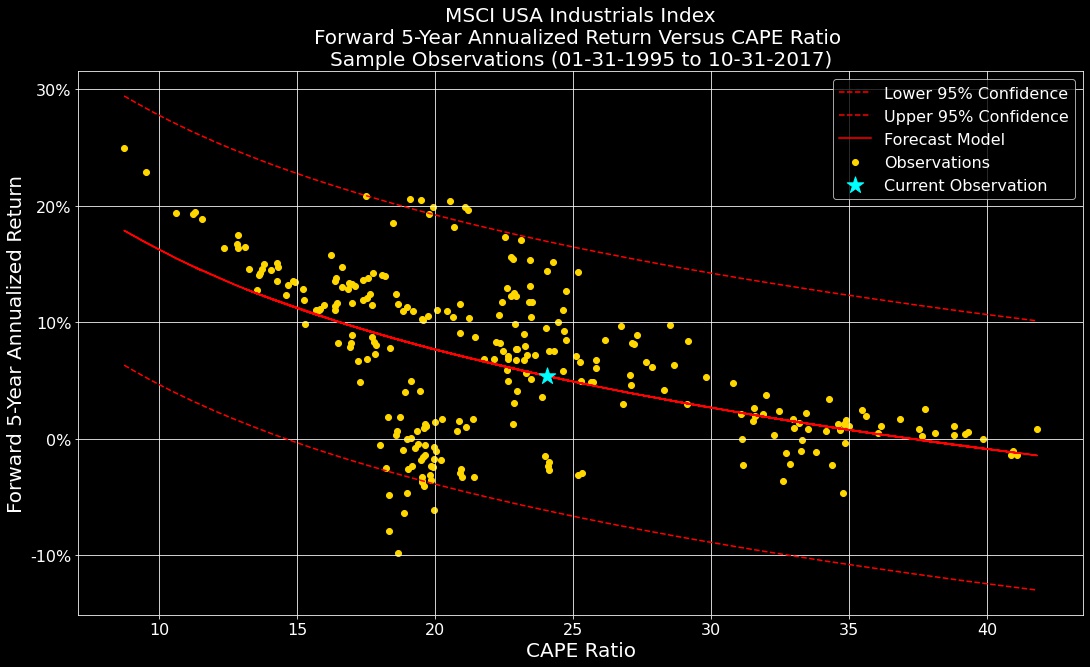 MSCI USA Industrials Index
Forward 5-Year Annualized Return Versus CAPE Ratio
Sample Observations (01-31-1995 to 10-31-2017)
Lower 95% Confidence
Upper 95% Confidence
Forecast Model
Observations
Current Observation
Forward 5-Year Annualized Return
30%
20%
10%
0%
-10%
10 15 20 25 30 35 40
CAPE Ratio